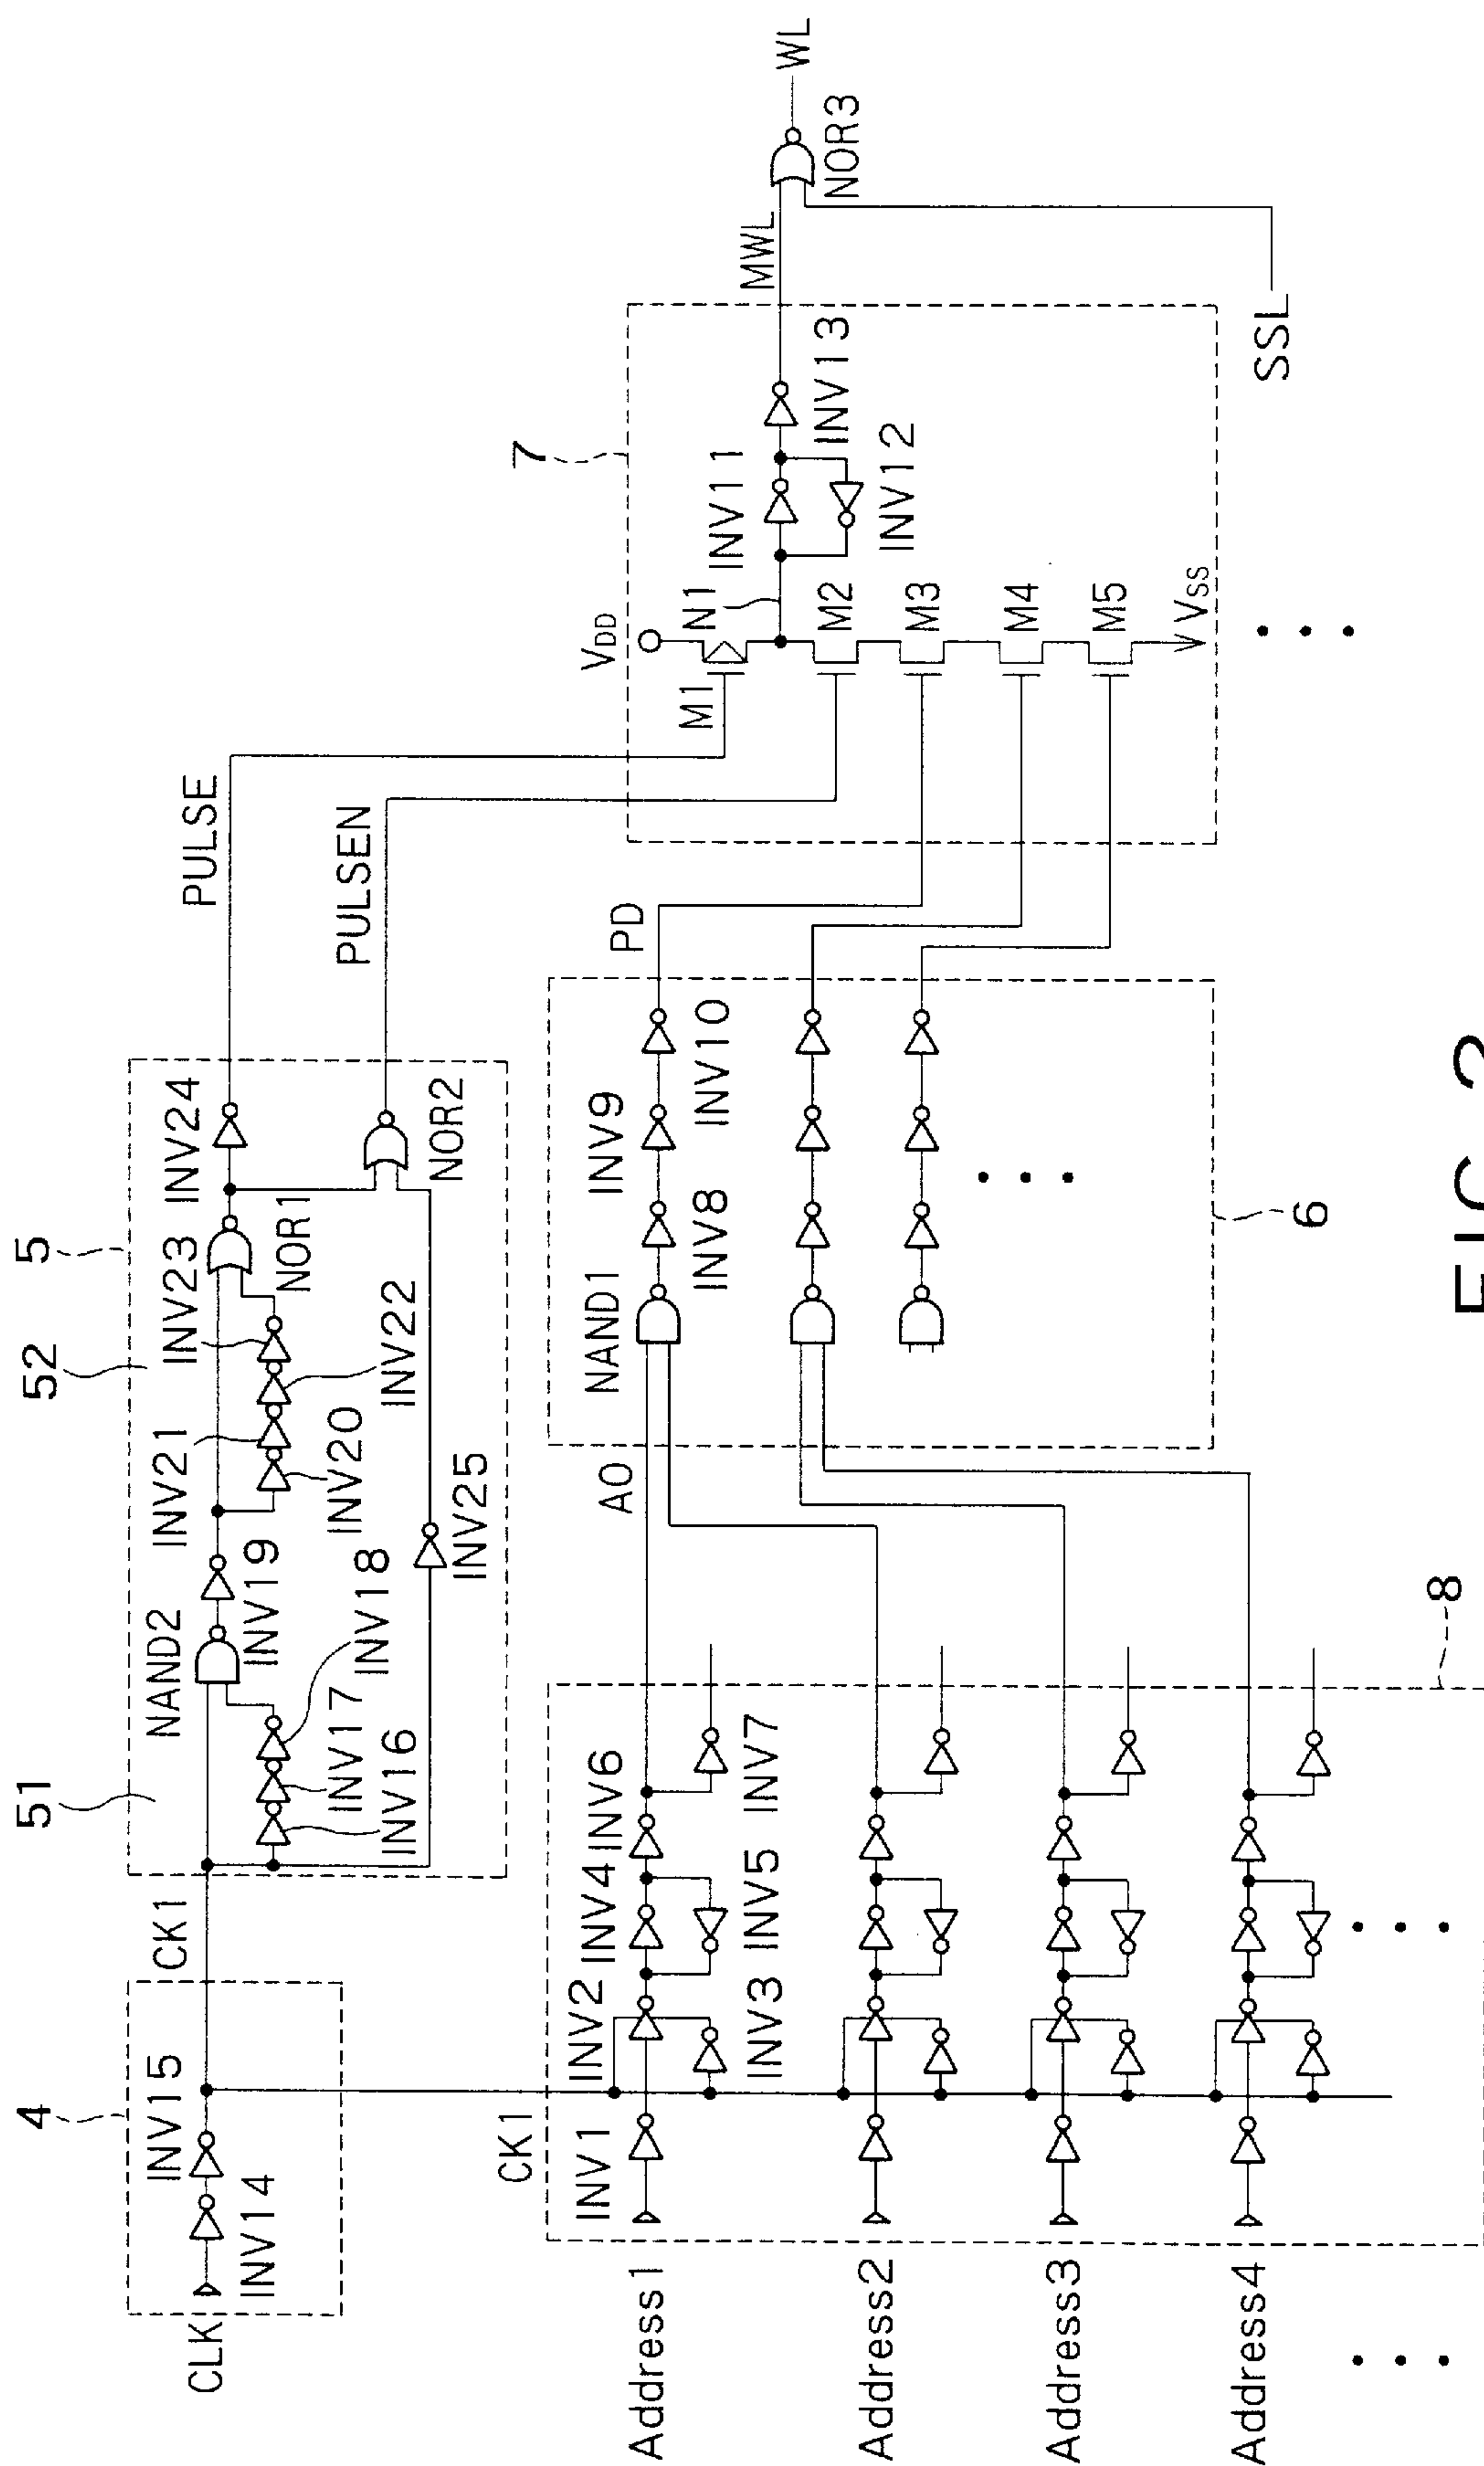 CLK
4
INV14
INV15
CK1
51
52
5
NAND2
INV16
INV17
INV18
INV19
INV20
INV21
INV22
INV23
NOR1
INV24
NOR2
INV25
PULSE
PULSEN
CK1
Address1
Address2
Address3
Address4
INV1
INV2
INV3
INV4
INV5
INV6
INV7
8
A0
NAND1
INV8
INV9
INV10
PD
6
7
VDD
M1
N1
M2
M3
M4
M5
VSS
INV11
INV12
INV13
MWL
SSL
NOR3
WL